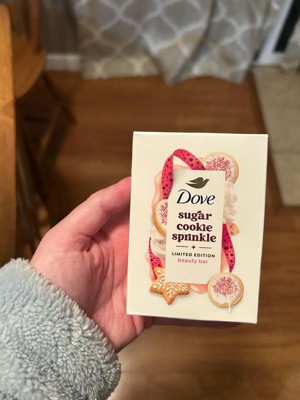 Dove
sugar
cookie
sprinkle
LIMITED EDITION
beauty bar